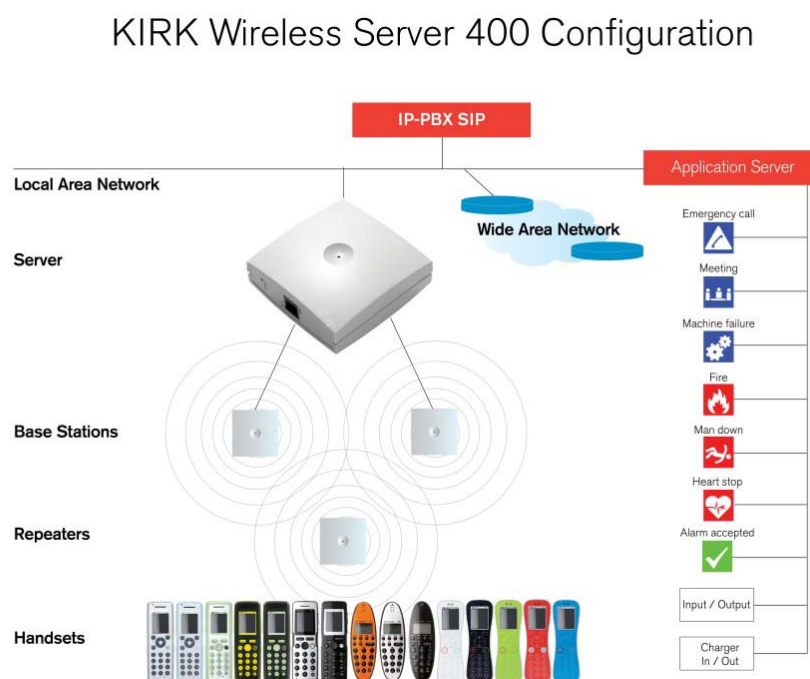 KIRK Wireless Server 400 Configuration
IP-PBX SIP
Application Server
Local Area Network
Wide Area Network
Server
Base Stations
Repeaters
Handsets
Emergency call
Meeting
Machine failure
Fire
Man down
Heart stop
Alarm accepted
Input / Output
Charger
In / Out